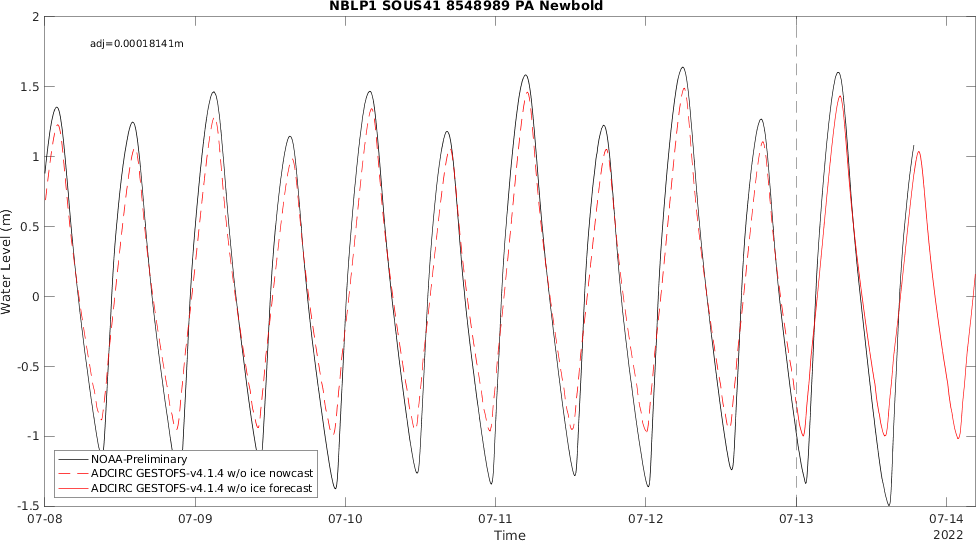 NBLP1 SOUS41 8548989 PA Newbold
adj=0.00018141m
2
1.5
1
0.5
0
-0.5
-1
-1.5
Water Level (m)
NOAA-Preliminary
ADCIRC GESTOFS-v4.1.4 w/o ice nowcast
ADCIRC GESTOFS-v4.1.4 w/o ice forecast
07-08 07-09 07-10 07-11 07-12 07-13 07-14
Time
2022